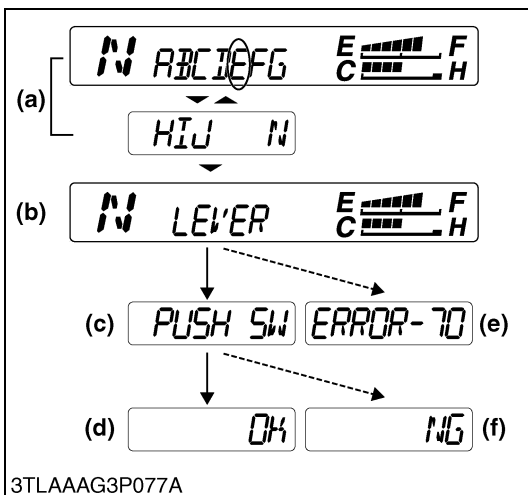 N ABCDEFG E F
C H
(a)
HIJ N
(b) N LEVER E F
C H
(c) PUSH SW ERROR-70 (e)
(d) OK NG (f)
3TLAAAG3P077A